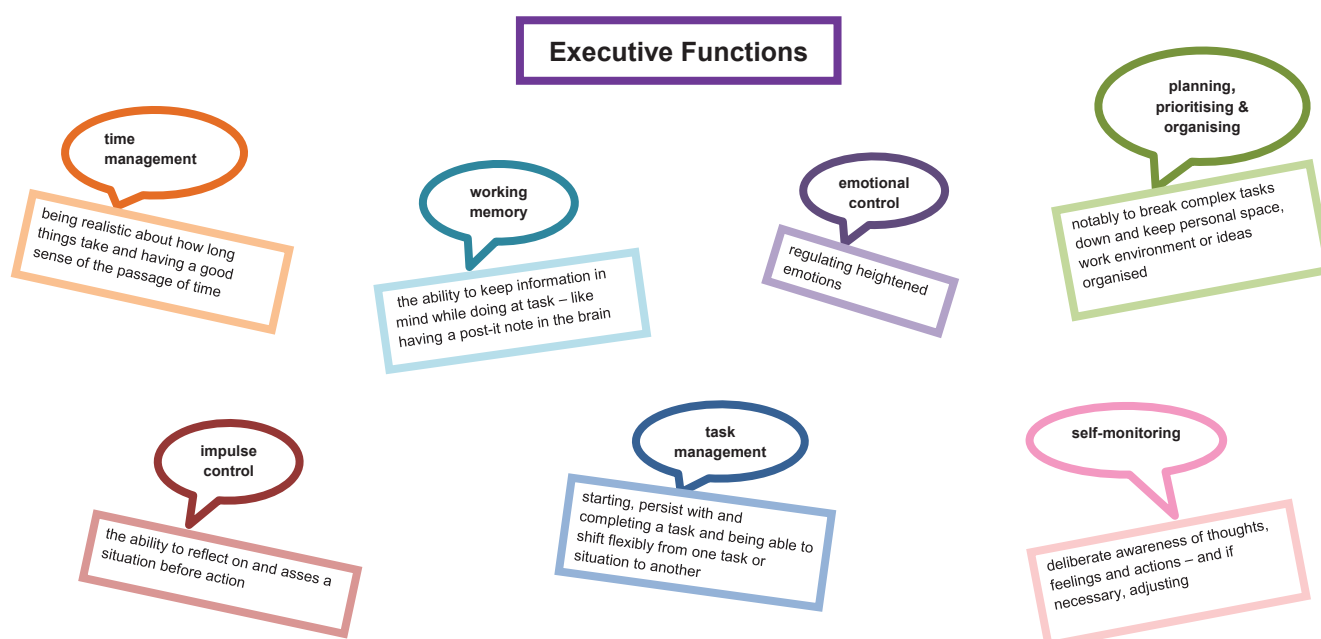 Executive Functions
time
management
being realistic about how long
things take and having a good
sense of the passage of time
working
memory
the ability to keep information in
mind while doing at task – like
having a post-it note in the brain
emotional
control
regulating heightened
emotions
planning,
prioritising &
organising
notably to break complex tasks
down and keep personal space,
work environment or ideas
organised
impulse
control
the ability to reflect on and asses a
situation before action
task
management
starting, persist with and
completing a task and being able to
shift flexibly from one task or
situation to another
self-monitoring
deliberate awareness of thoughts,
feelings and actions – and if
necessary, adjusting